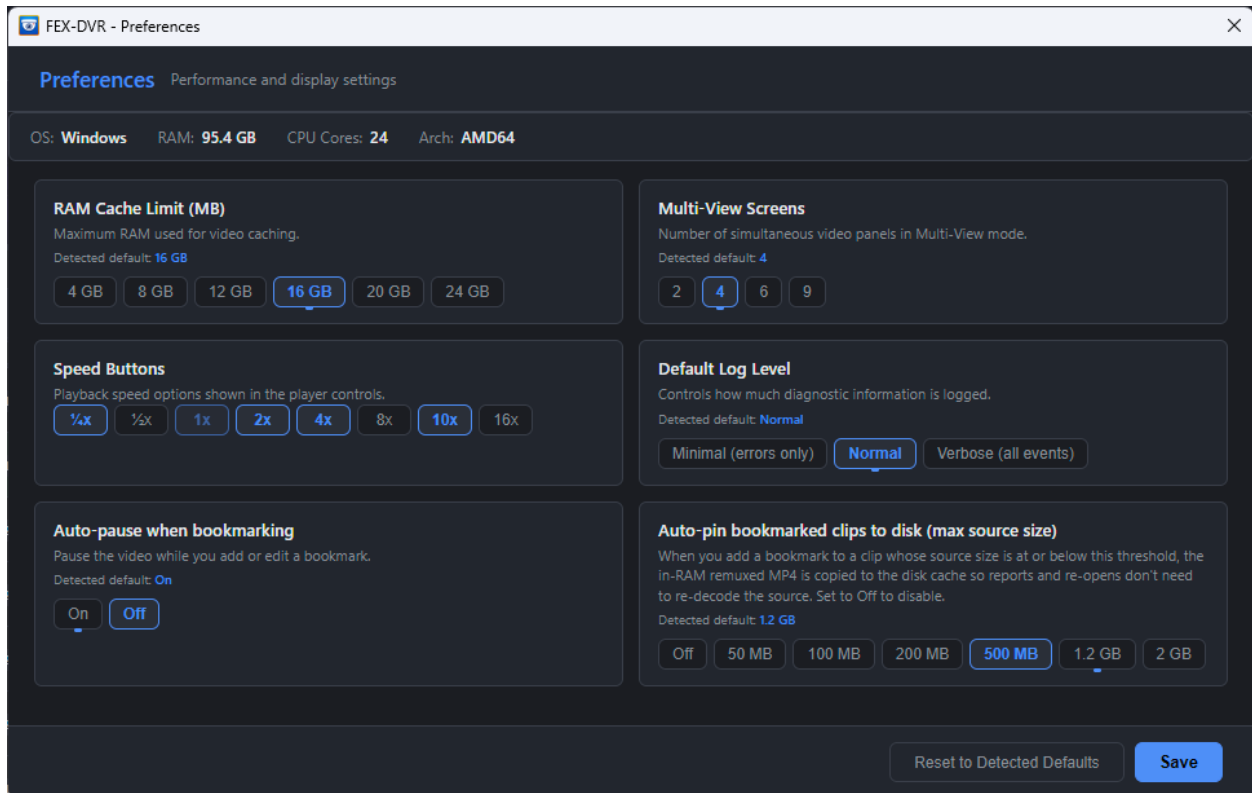 FEX-DVR - Preferences
Preferences Performance and display settings
OS: Windows RAM: 95.4 GB CPU Cores: 24 Arch: AMD64
RAM Cache Limit (MB)
Maximum RAM used for video caching.
Detected default: 16 GB
4 GB 8 GB 12 GB 16 GB 20 GB 24 GB
Multi-View Screens
Number of simultaneous video panels in Multi-View mode.
Detected default: 4
2 4 6 9
Speed Buttons
Playback speed options shown in the player controls.
¼x ½x 1x 2x 4x 8x 10x 16x
Default Log Level
Controls how much diagnostic information is logged.
Detected default: Normal
Minimal (errors only) Normal Verbose (all events)
Auto-pause when bookmarking
Pause the video while you add or edit a bookmark.
Detected default: On
On Off
Auto-pin bookmarked clips to disk (max source size)
When you add a bookmark to a clip whose source size is at or below this threshold, the
in-RAM remuxed MP4 is copied to the disk cache so reports and re-opens don't need
to re-decode the source. Set to Off to disable.
Detected default: 1.2 GB
Off 50 MB 100 MB 200 MB 500 MB 1.2 GB 2 GB
Reset to Detected Defaults Save